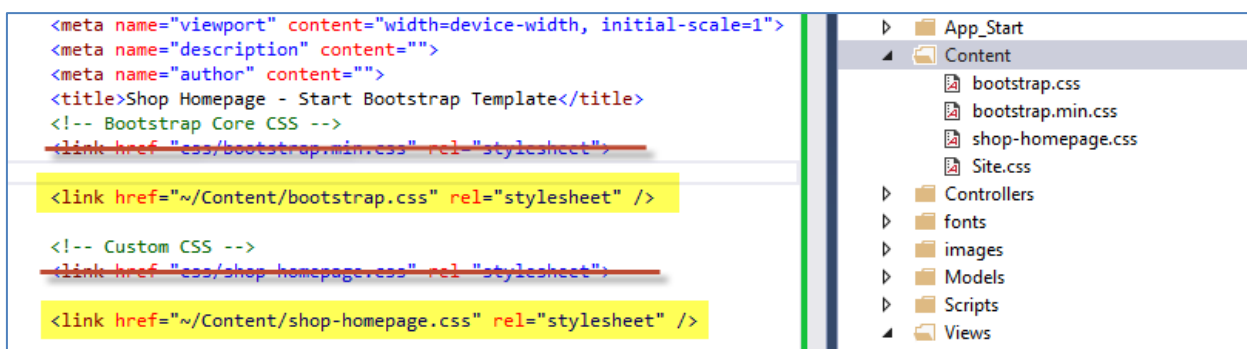 <meta name="viewport" content="width=device-width, initial-scale=1">
<meta name="description" content="">
<meta name="author" content="">
<title>Shop Homepage - Start Bootstrap Template</title>
<!-- Bootstrap Core CSS -->
<link href="css/bootstrap.min.css" rel="stylesheet">
<link href="~/Content/bootstrap.css" rel="stylesheet" />
<!-- Custom CSS -->
<link href="css/shop-homepage.css" rel="stylesheet">
<link href="~/Content/shop-homepage.css" rel="stylesheet" />
App_Start
Content
bootstrap.css
bootstrap.min.css
shop-homepage.css
Site.css
Controllers
fonts
images
Models
Scripts
Views